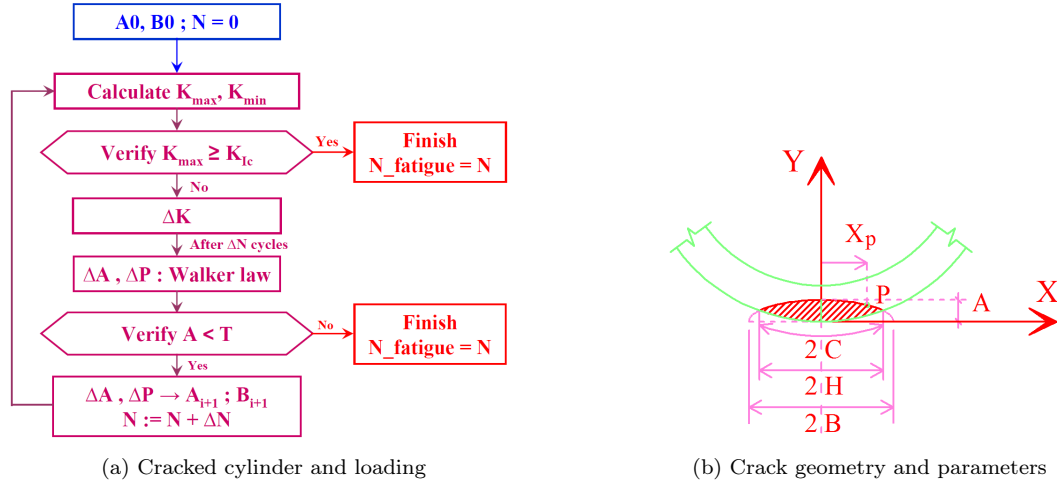 A0, B0 ; N = 0
Calculate Kmax, Kmin
Verify Kmax ≥ KIc
Yes
Finish
N_fatigue = N
No
ΔK
After ΔN cycles
ΔA , ΔP : Walker law
Verify A < T
No
Finish
N_fatigue = N
Yes
ΔA , ΔP → Ai+1 ; Bi+1
N := N + ΔN
(a) Cracked cylinder and loading
Y
Xp
P
X
A
2 C
2 H
2 B
(b) Crack geometry and parameters